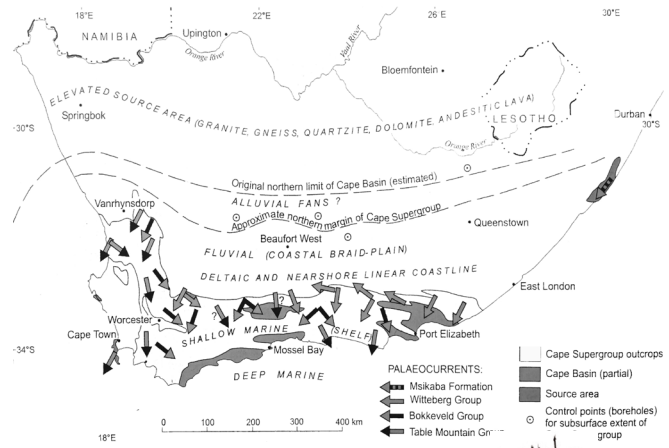 18°E
22°E
26 E
30°E
NAMIBIA
Upington
Orange River
Vaal River
Bloemfontein
ELEVATED SOURCE AREA (GRANITE, GNEISS, QUARTZITE, DOLOMITE, ANDESITIC LAVA)
Springbok
LESOTHO
Durban
30°S
-30°S
Orange River
Original northern limit of Cape Basin (estimated)
ALLUVIAL FANS ?
Vanrhynsdorp
Approximate northern margin of Cape Supergroup
Queenstown
Beaufort West
FLUVIAL (COASTAL BRAID-PLAIN)
DELTAIC AND NEARSHORE LINEAR COASTLINE
East London
?
?
Worcester
SHALLOW MARINE (SHELF)
Port Elizabeth
Cape Town
-34°S
Mossel Bay
DEEP MARINE
PALAEOCURRENTS:
Msikaba Formation
Witteberg Group
Bokkeveld Group
Table Mountain Gr
Cape Supergroup outcrops
Cape Basin (partial)
Source area
Control points (boreholes)
for subsurface extent of
group
0 100 200 300 400 km
18°E